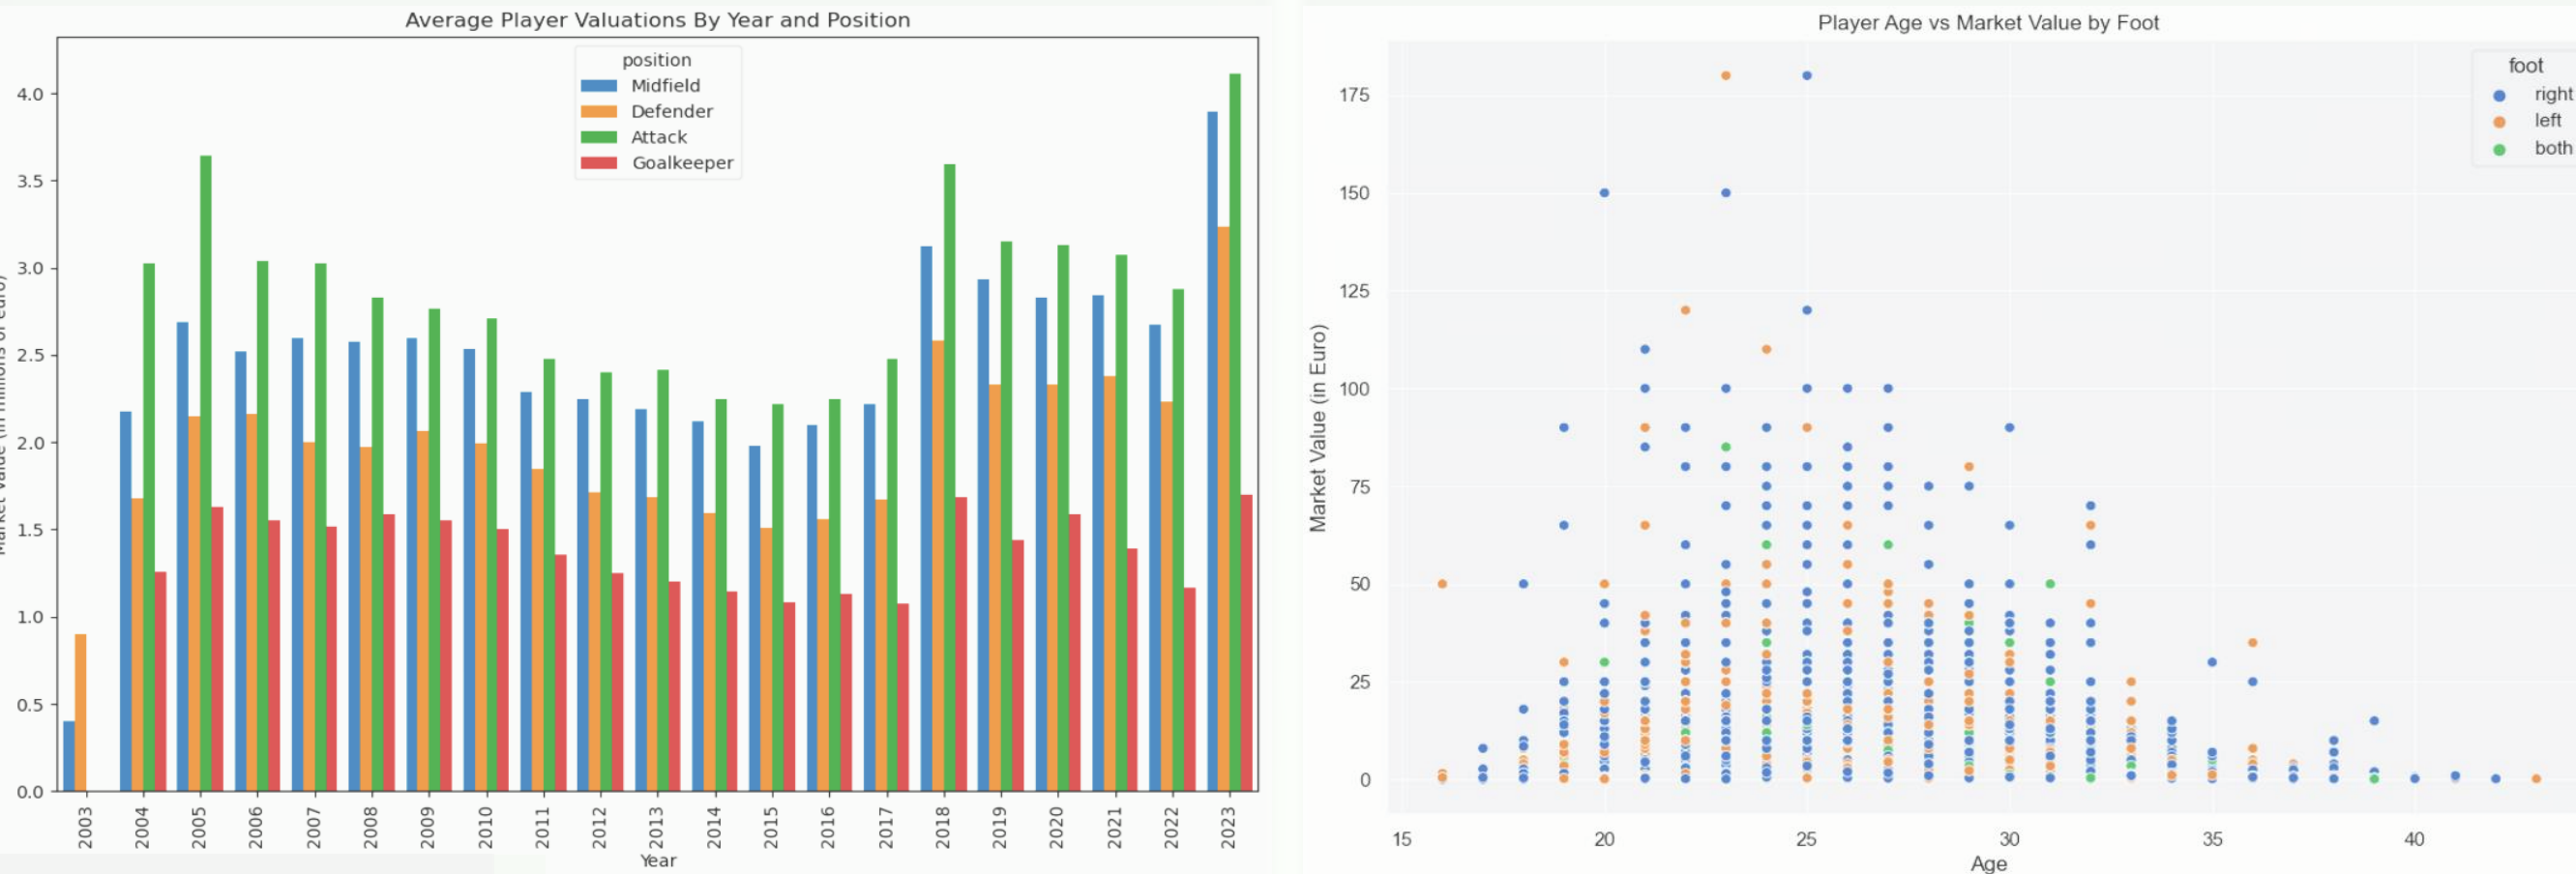 Average Player Valuations By Year and Position
position
Midfield
Defender
Attack
Goalkeeper
4.0
3.5
3.0
2.5
2.0
1.5
1.0
0.5
0.0
2003 2004 2005 2006 2007 2008 2009 2010 2011 2012 2013 2014 2015 2016 2017 2018 2019 2020 2021 2022 2023
Year
Player Age vs Market Value by Foot
foot
right
left
both
Market Value (in Euro)
175
150
125
100
75
50
25
0
15 20 25 30 35 40
Age